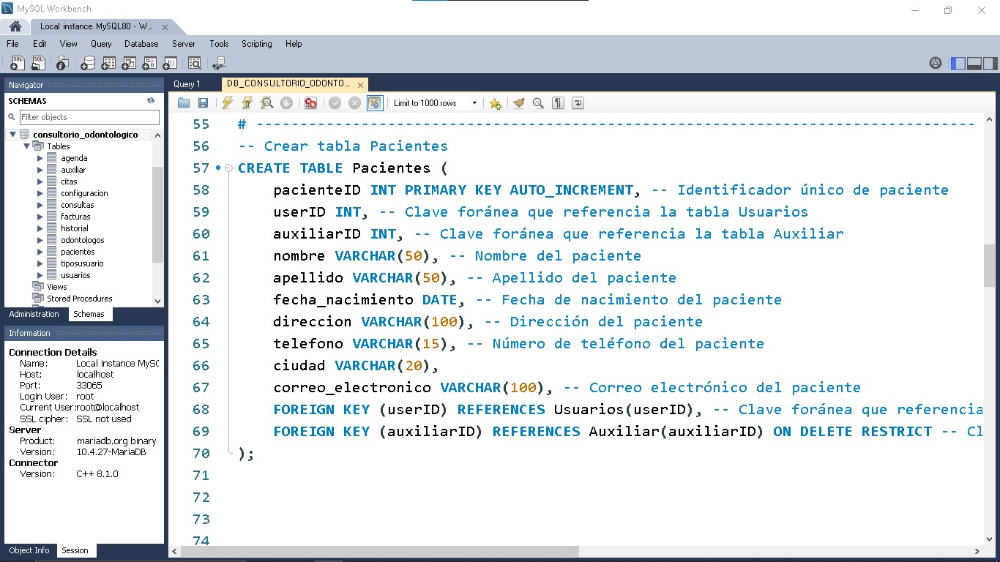 MySQL Workbench
Local instance MySQL80 - W... ×
File Edit View Query Database Server Tools Scripting Help
Navigator
SCHEMAS
Filter objects
consultorio_odontologico
Tables
agenda
auxiliar
citas
configuracion
consultas
facturas
historial
odontologos
pacientes
tiposusuario
usuarios
Views
Stored Procedures
Administration Schemas
Information
Connection Details
Name: Local instance MySC
Host: localhost
Port: 33065
Login User: root
Current User: root@localhost
SSL cipher: SSL not used
Server
Product: mariadb.org binary
Version: 10.4.27-MariaDB
Connector
Version: C++ 8.1.0
Object Info Session
Query 1 DB_CONSULTORIO_ODONTO... ×
Limit to 1000 rows
55 # ----------------------------------------------------------------------------------
56 -- Crear tabla Pacientes
57 CREATE TABLE Pacientes (
58 pacienteID INT PRIMARY KEY AUTO_INCREMENT, -- Identificador único de paciente
59 userID INT, -- Clave foránea que referencia la tabla Usuarios
60 auxiliarID INT, -- Clave foránea que referencia la tabla Auxiliar
61 nombre VARCHAR(50), -- Nombre del paciente
62 apellido VARCHAR(50), -- Apellido del paciente
63 fecha_nacimiento DATE, -- Fecha de nacimiento del paciente
64 direccion VARCHAR(100), -- Dirección del paciente
65 telefono VARCHAR(15), -- Número de teléfono del paciente
66 ciudad VARCHAR(20),
67 correo_electronico VARCHAR(100), -- Correo electrónico del paciente
68 FOREIGN KEY (userID) REFERENCES Usuarios(userID), -- Clave foránea que referencia
69 FOREIGN KEY (auxiliarID) REFERENCES Auxiliar(auxiliarID) ON DELETE RESTRICT -- Cl
70 );
71
72
73
74